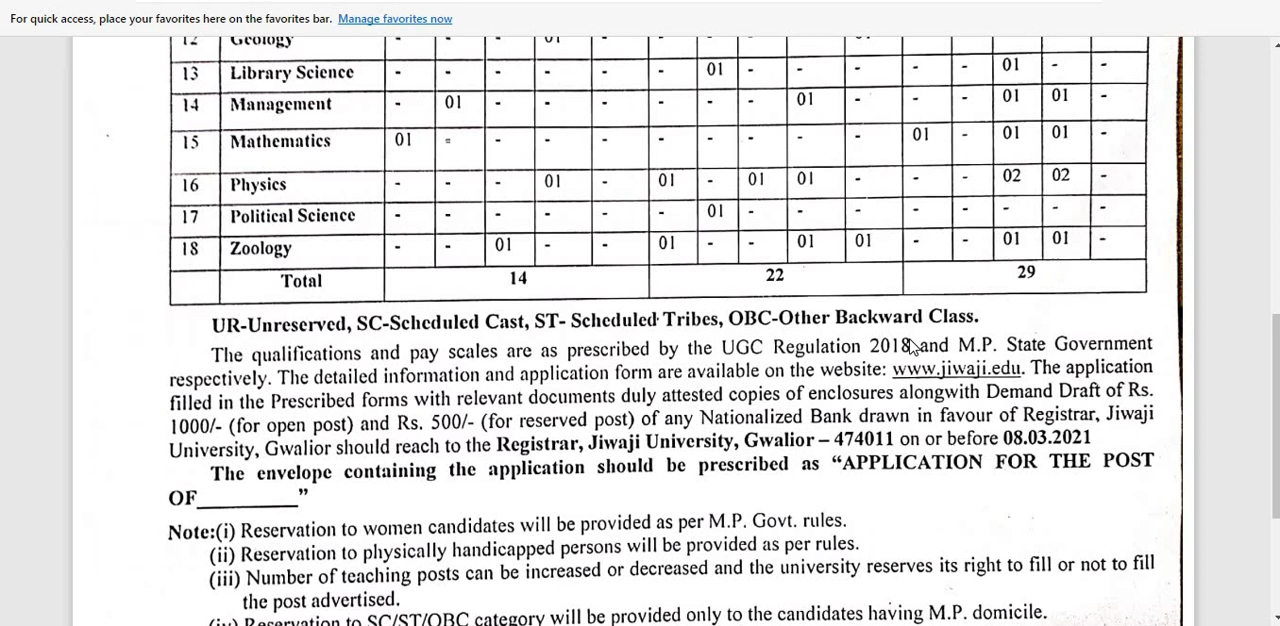 For quick access, place your favorites here on the favorites bar. Manage favorites now
12 Geology - - - 01 - - - - -
13 Library Science - - - - - - 01 - - - - - 01 - -
14 Management - 01 - - - - - - 01 - - - 01 01 -
15 Mathematics 01 - - - - - - - - - 01 - 01 01 -
16 Physics - - - 01 - 01 - 01 01 - - - 02 02 -
17 Political Science - - - - - - 01 - - - - - - - -
18 Zoology - - 01 - - 01 - - 01 01 - - 01 01 -
Total 14 22 29
UR-Unreserved, SC-Scheduled Cast, ST- Scheduled Tribes, OBC-Other Backward Class.
The qualifications and pay scales are as prescribed by the UGC Regulation 2018 and M.P. State Government
respectively. The detailed information and application form are available on the website: www.jiwaji.edu. The application
filled in the Prescribed forms with relevant documents duly attested copies of enclosures alongwith Demand Draft of Rs.
1000/- (for open post) and Rs. 500/- (for reserved post) of any Nationalized Bank drawn in favour of Registrar, Jiwaji
University, Gwalior should reach to the Registrar, Jiwaji University, Gwalior – 474011 on or before 08.03.2021
The envelope containing the application should be prescribed as “APPLICATION FOR THE POST
OF_________”
Note:(i) Reservation to women candidates will be provided as per M.P. Govt. rules.
(ii) Reservation to physically handicapped persons will be provided as per rules.
(iii) Number of teaching posts can be increased or decreased and the university reserves its right to fill or not to fill
the post advertised.
(iv) Reservation to SC/ST/OBC category will be provided only to the candidates having M.P. domicile.